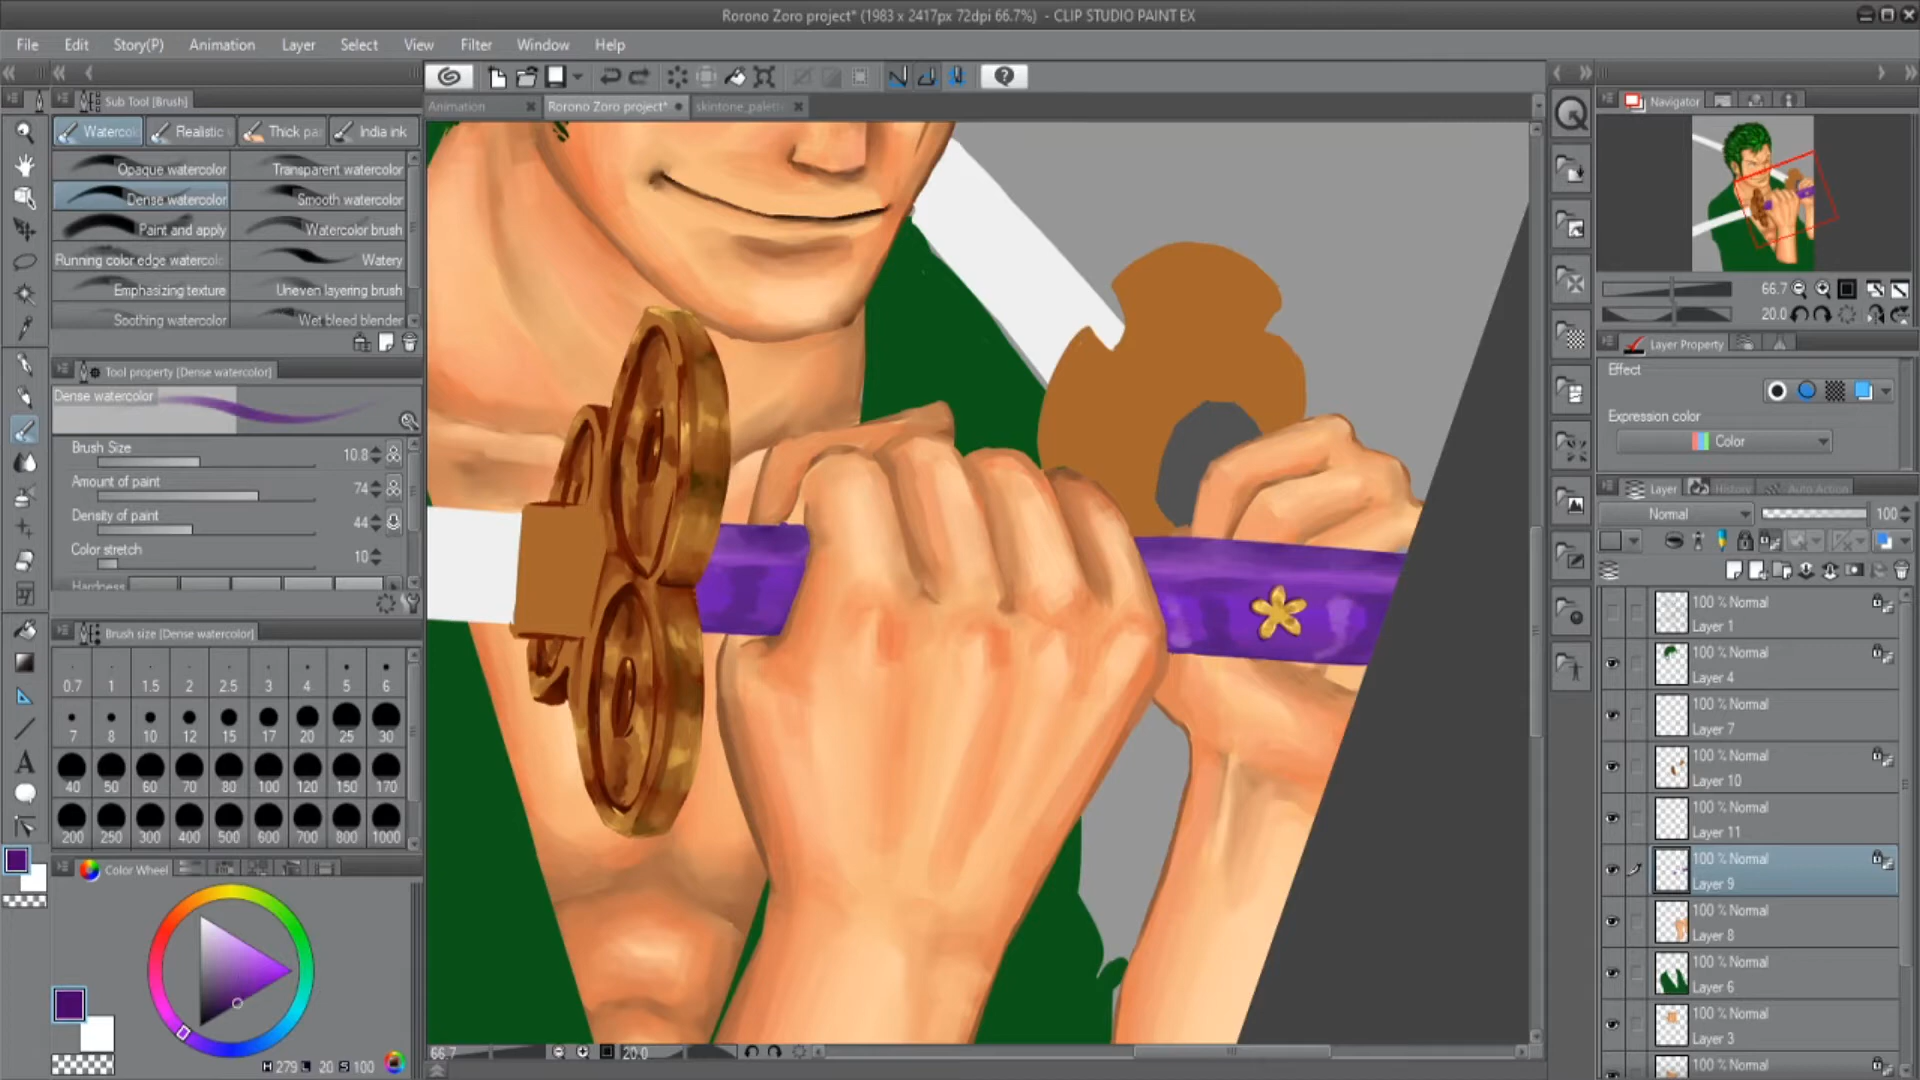 Rorono Zoro project* (1983 x 2417px 72dpi 66.7%) - CLIP STUDIO PAINT EX
File Edit Story(P) Animation Layer Select View Filter Window Help
Sub Tool [Brush]
Animation Rorono Zoro project* skintone_palett
Navigator
Watercolo Realistic Thick pa India ink
Opaque watercolor Transparent watercolor
Dense watercolor Smooth watercolor
Paint and apply Watercolor brush
Running color edge watercolo Watery
Emphasizing texture Uneven layering brush
Soothing watercolor Wet bleed blender
66.7
20.0
Tool property [Dense watercolor]
Dense watercolor
Brush Size 10.8
Amount of paint 74
Density of paint 44
Color stretch 10
Hardness
Brush size [Dense watercolor]
0.7 1 1.5 2 2.5 3 4 5 6
7 8 10 12 15 17 20 25 30
40 50 60 70 80 100 120 150 170
200 250 300 400 500 600 700 800 1000
Color Wheel
H 279 L 20 S 100
66.7 20.0
Layer Property
Effect
Expression color
Color
Layer History Auto Action
Normal 100
100 % Normal
Layer 1
100 % Normal
Layer 4
100 % Normal
Layer 7
100 % Normal
Layer 10
100 % Normal
Layer 11
100 % Normal
Layer 9
100 % Normal
Layer 8
100 % Normal
Layer 6
100 % Normal
Layer 3
100 % Normal